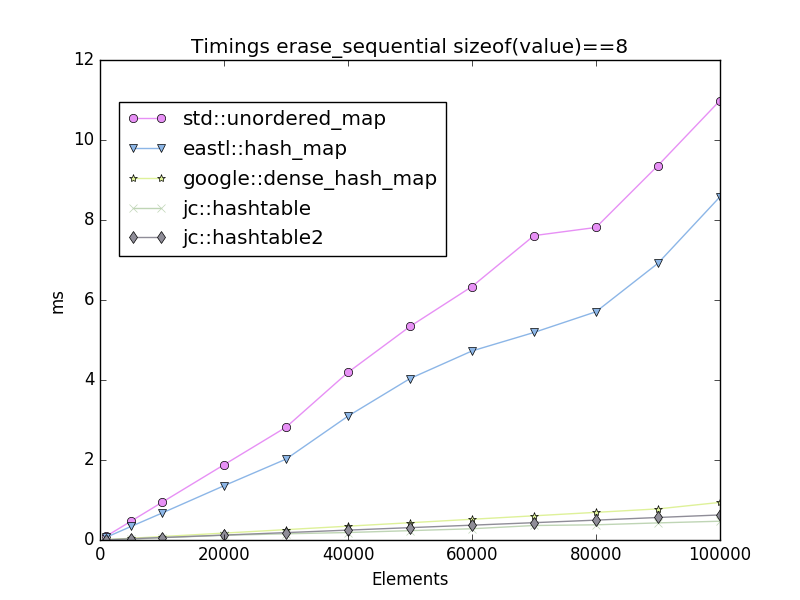 Timings erase_sequential sizeof(value)==8
12
10
8
6
4
2
0
ms
std::unordered_map
eastl::hash_map
google::dense_hash_map
jc::hashtable
jc::hashtable2
0 20000 40000 60000 80000 100000
Elements